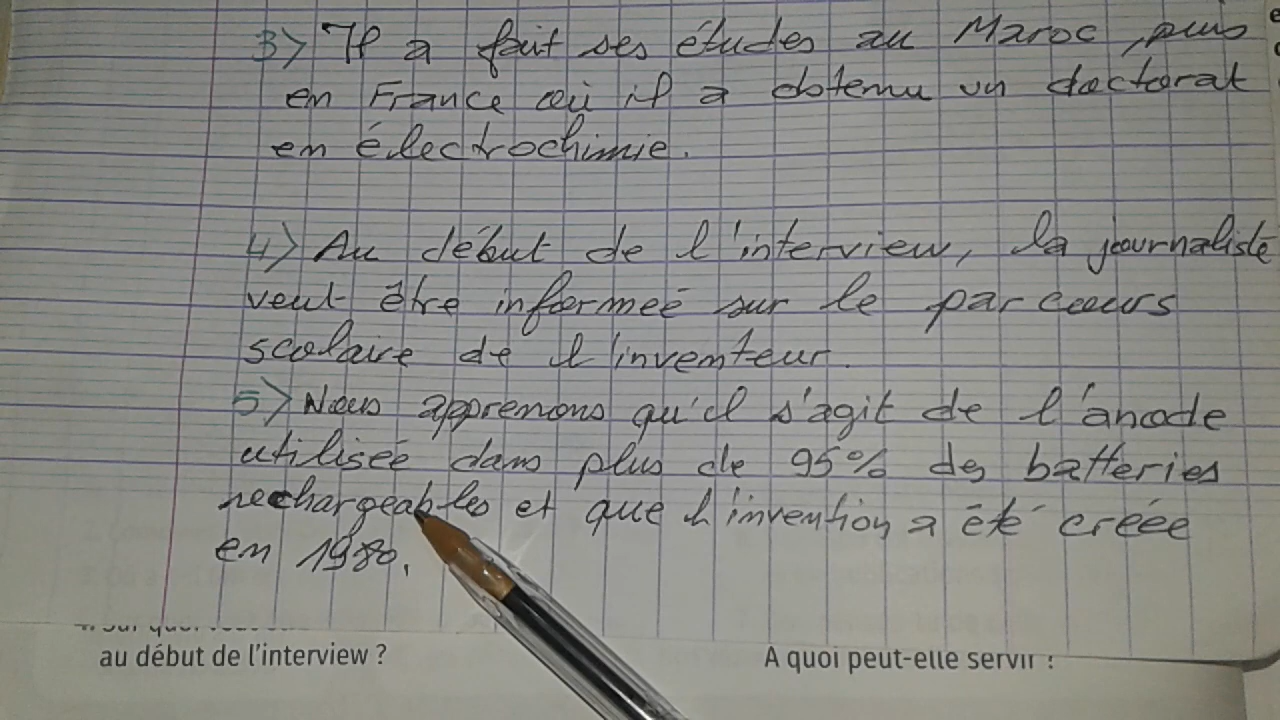 3) Il a fait ses études au Maroc, puis
en France où il a obtenu un doctorat
en électrochimie.
4) Au début de l'interview, la journaliste
veut être informée sur le parcours
scolaire de l'inventeur.
5) Nous apprenons qu'il s'agit de l'anode
utilisée dans plus de 95% des batteries
rechargeables et que l'invention a été créée
en 1980.
au début de l'interview ?
A quoi peut-elle servir ?